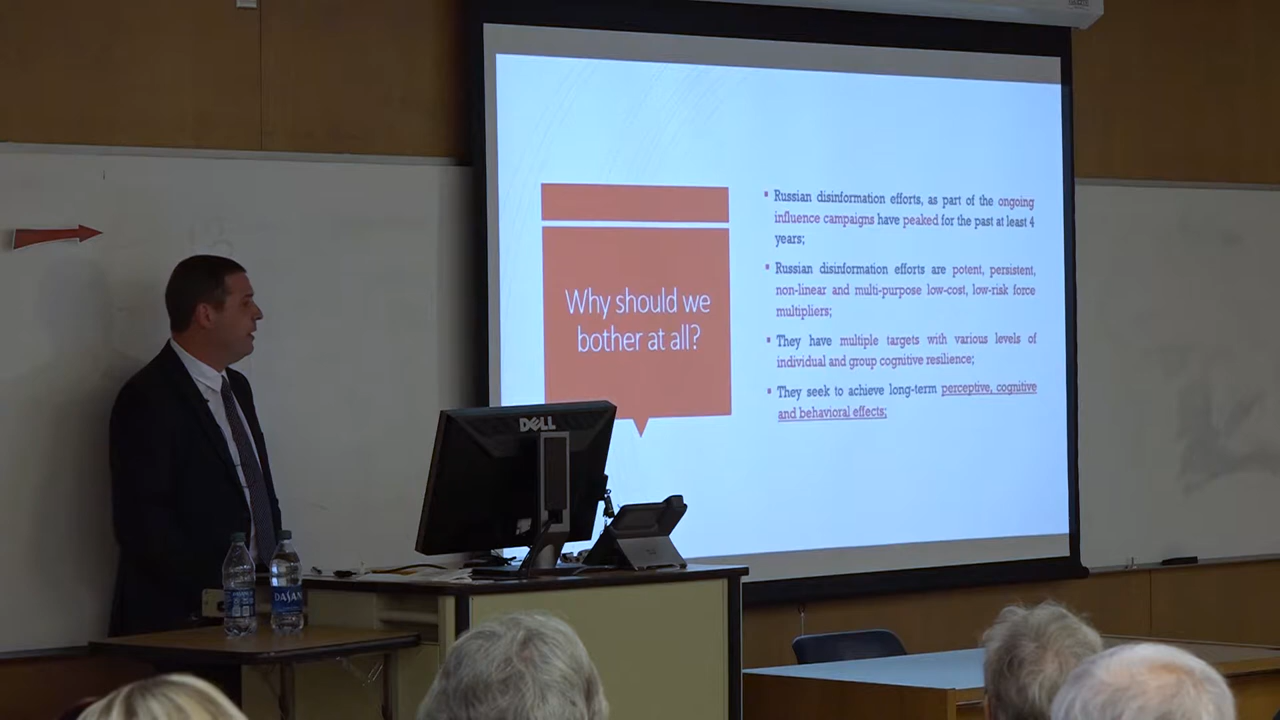 Why should we
bother at all?
Russian disinformation efforts, as part of the ongoing
influence campaigns have peaked for the past at least 4
years;
Russian disinformation efforts are potent, persistent,
non-linear and multi-purpose low-cost, low-risk force
multipliers;
They have multiple targets with various levels of
individual and group cognitive resilience;
They seek to achieve long-term perceptive, cognitive
and behavioral effects;
DELL
DASANI